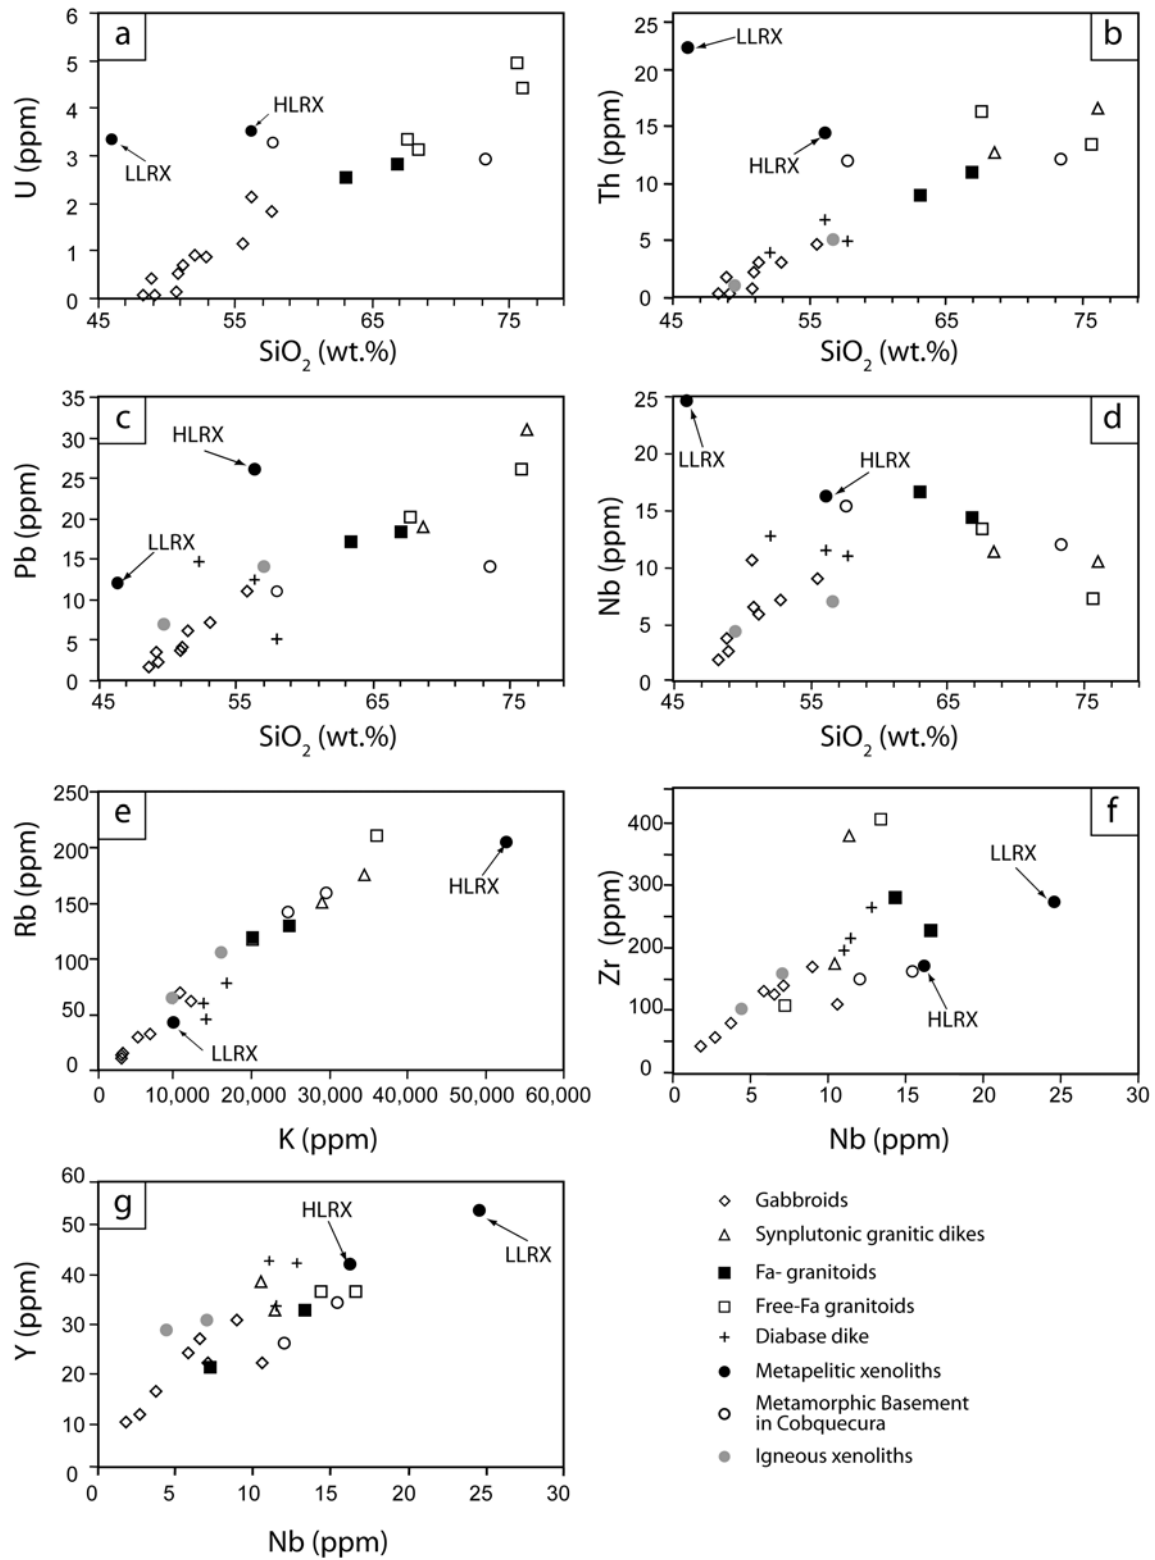 a
6
5
4
3
2
1
0
U (ppm)
HLRX
LLRX
45
55
65
75
SiO2 (wt.%)
b
25
20
15
10
5
0
Th (ppm)
LLRX
HLRX
45
55
65
75
SiO2 (wt.%)
c
35
30
25
20
15
10
5
0
Pb (ppm)
HLRX
LLRX
45
55
65
75
SiO2 (wt.%)
d
25
20
15
10
5
0
Nb (ppm)
LLRX
HLRX
45
55
65
75
SiO2 (wt.%)
e
250
200
150
100
50
0
Rb (ppm)
HLRX
LLRX
0
10,000
20,000
30,000
40,000
50,000
60,000
K (ppm)
f
400
300
200
100
0
Zr (ppm)
LLRX
HLRX
0
5
10
15
20
25
30
Nb (ppm)
g
60
50
40
30
20
10
0
Y (ppm)
HLRX
LLRX
0
5
10
15
20
25
30
Nb (ppm)
Gabbroids
Synplutonic granitic dikes
Fa- granitoids
Free-Fa granitoids
Diabase dike
Metapelitic xenoliths
Metamorphic Basement
in Cobquecura
Igneous xenoliths